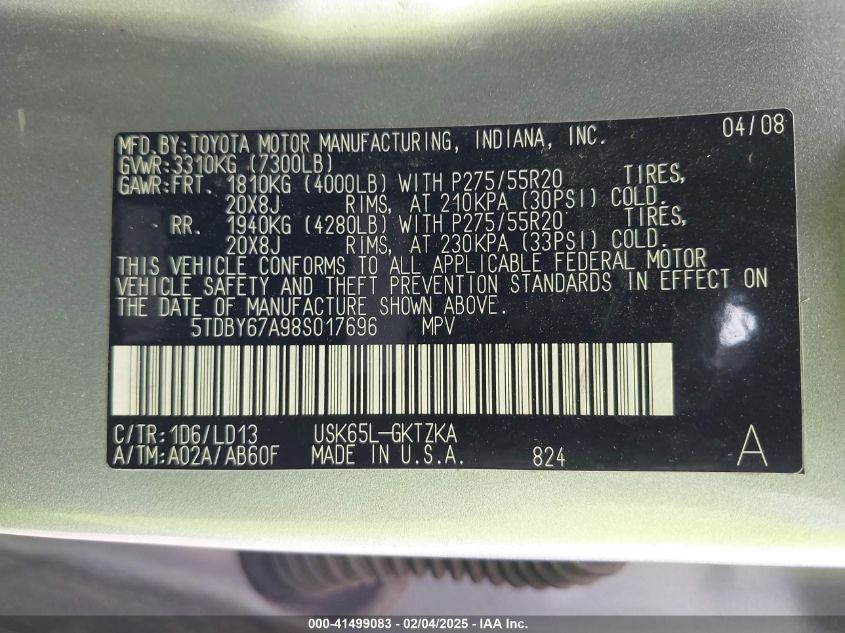 04/08
MFD.BY:TOYOTA MOTOR MANUFACTURING, INDIANA, INC.
GVWR:3310KG (7300LB)
GAWR:FRT. 1810KG (4000LB) WITH P275/55R20 TIRES,
20X8J RIMS, AT 210KPA (30PSI) COLD.
RR. 1940KG (4280LB) WITH P275/55R20 TIRES,
20X8J RIMS, AT 230KPA (33PSI) COLD.
THIS VEHICLE CONFORMS TO ALL APPLICABLE FEDERAL MOTOR
VEHICLE SAFETY AND THEFT PREVENTION STANDARDS IN EFFECT ON
THE DATE OF MANUFACTURE SHOWN ABOVE.
5TDBY67A98S017696 MPV
C/TR:1D6/LD13 USK65L-GKTZKA
A/TM:A02A/AB60F MADE IN U.S.A. 824 A
000-41499083 - 02/04/2025 - IAA Inc.